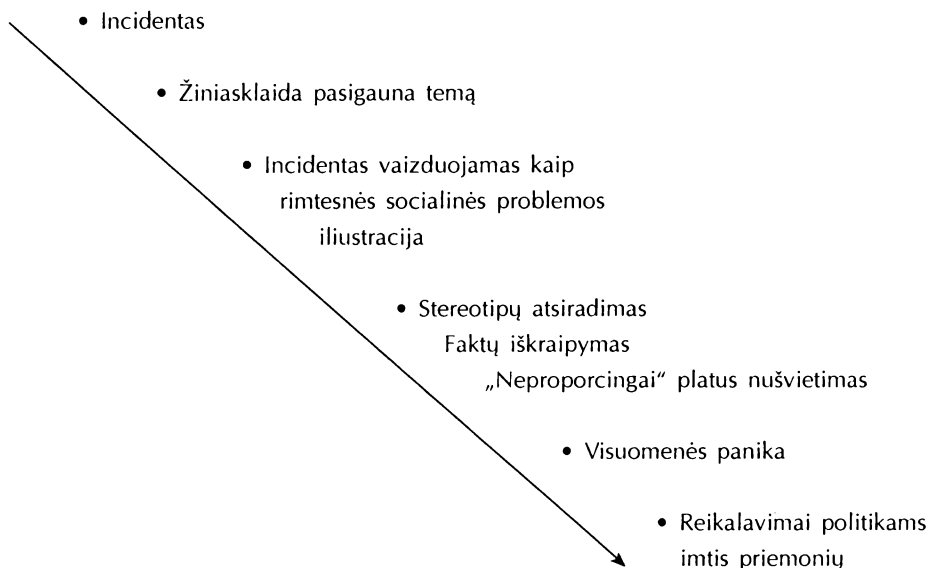 • Incidentas
• Žiniasklaida pasigauna temą
• Incidentas vaizduojamas kaip
rimtesnės socialinės problemos
iliustracija
• Stereotipų atsiradimas
Faktų iškraipymas
„Neproporcingai“ platus nušvietimas
• Visuomenės panika
• Reikalavimai politikams
imtis priemonių